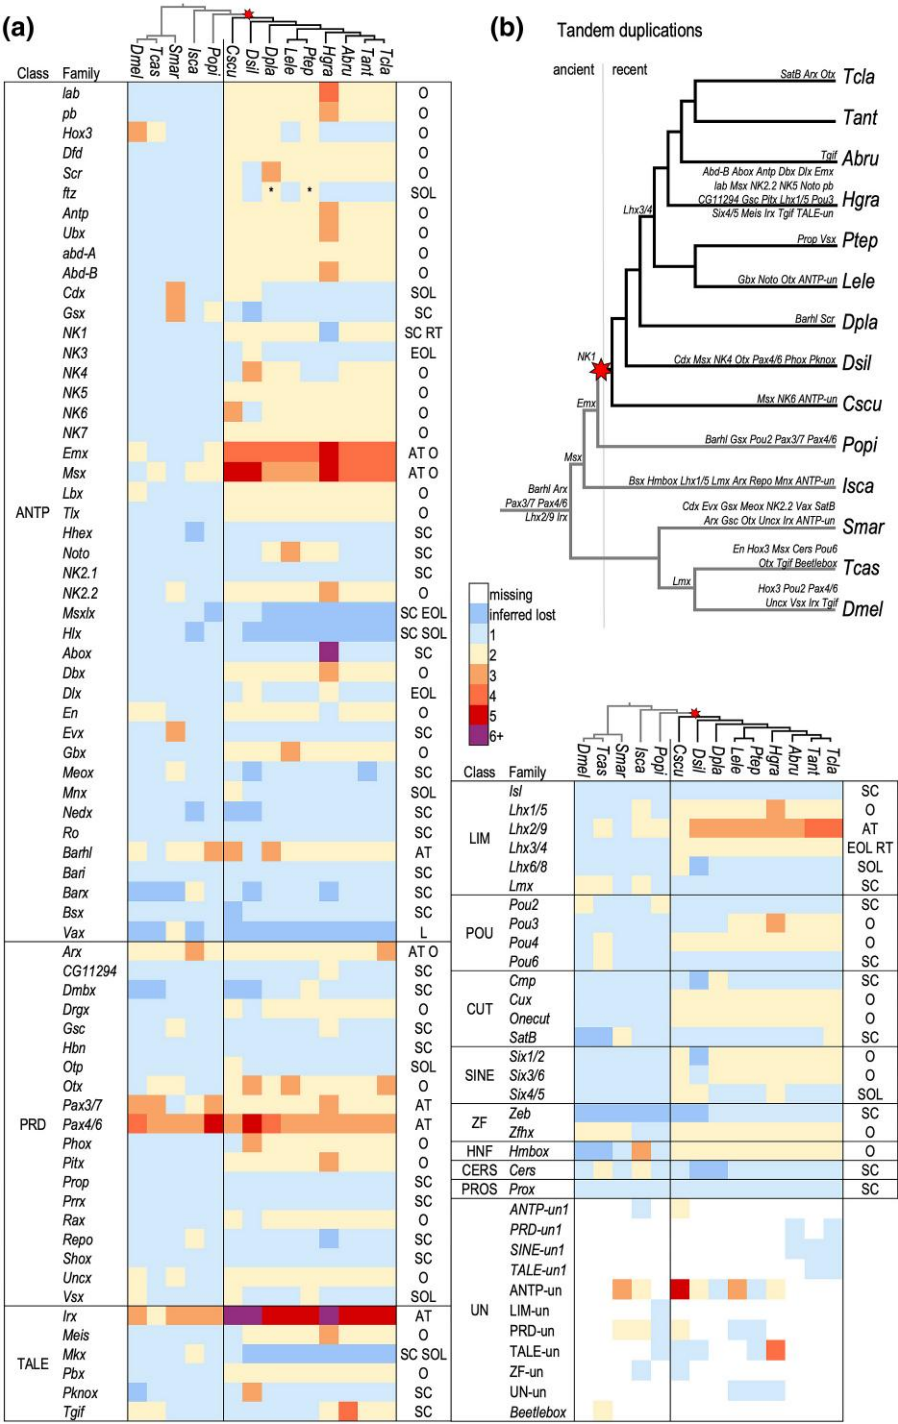 (a)
Dmel Tcas Smar Isca Popi Cscu Dsil Dpla Lele Ptep Hgra Abru Tant Tcla
Class Family
ANTP
lab O
pb O
Hox3 O
Dfd O
Scr O
ftz * * SOL
Antp O
Ubx O
abd-A O
Abd-B O
Cdx SOL
Gsx SC
NK1 SC RT
NK3 EOL
NK4 O
NK5 O
NK6 O
NK7 O
Emx AT O
Msx AT O
Lbx O
Tlx O
Hhex SC
Noto SC
NK2.1 SC
NK2.2 O
Msxlx SC EOL
Hlx SC SOL
Abox SC
Dbx O
Dlx EOL
En O
Evx SC
Gbx O
Meox SC
Mnx SOL
Nedx SC
Ro SC
Barhl AT
Bari SC
Barx SC
Bsx SC
Vax L
PRD
Arx AT O
CG11294 SC
Dmbx SC
Drgx O
Gsc SC
Hbn SC
Otp SOL
Otx O
Pax3/7 AT
Pax4/6 AT
Phox O
Pitx O
Prop SC
Prrx SC
Rax O
Repo SC
Shox SC
Uncx O
Vsx SOL
TALE
Irx AT
Meis O
Mkx SC SOL
Pbx O
Pknox SC
Tgif SC
(b) Tandem duplications
ancient recent
SatB Arx Otx Tcla
Tant
Tgif Abru
Abd-B Abox Antp Dbx Dlx Emx
lab Msx NK2.2 NK5 Noto pb
CG11294 Gsc Pitx Lhx1/5 Pou3 Hgra
Six4/5 Meis Irx Tgif TALE-un
Lhx3/4
Prop Vsx Ptep
Gbx Noto Otx ANTP-un Lele
Barhl Scr Dpla
NK1
Cdx Msx NK4 Otx Pax4/6 Phox Pknox Dsil
Msx NK6 ANTP-un Cscu
Emx
Barhl Gsx Pou2 Pax3/7 Pax4/6 Popi
Msx
Bsx Hmbox Lhx1/5 Lmx Arx Repo Mnx ANTP-un Isca
Barhl Arx
Pax3/7 Pax4/6
Lhx2/9 Irx
Cdx Evx Gsx Meox NK2.2 Vax SatB
Arx Gsc Otx Uncx Irx ANTP-un Smar
En Hox3 Msx Cers Pou6
Otx Tgif Beetlebox Tcas
Lmx
Hox3 Pou2 Pax4/6
Uncx Vsx Irx Tgif Dmel
missing
inferred lost
1
2
3
4
5
6+
Dmel Tcas Smar Isca Popi Cscu Dsil Dpla Lele Ptep Hgra Abru Tant Tcla
Class Family
LIM
Isl SC
Lhx1/5 O
Lhx2/9 AT
Lhx3/4 EOL RT
Lhx6/8 SOL
Lmx SC
POU
Pou2 SC
Pou3 O
Pou4 O
Pou6 SC
CUT
Cmp SC
Cux O
Onecut O
SatB SC
SINE
Six1/2 O
Six3/6 O
Six4/5 SOL
ZF
Zeb SC
Zfhx O
HNF Hmbox O
CERS Cers SC
PROS Prox SC
UN
ANTP-un1
PRD-un1
SINE-un1
TALE-un1
ANTP-un
LIM-un
PRD-un
TALE-un
ZF-un
UN-un
Beetlebox